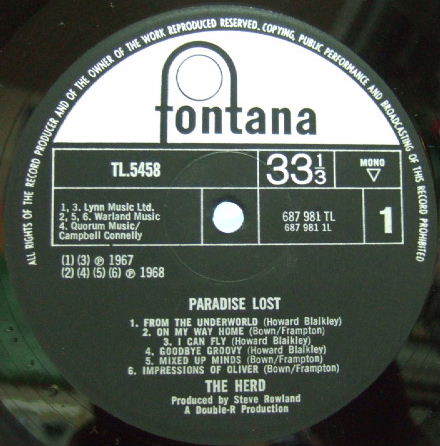 ALL RIGHTS OF THE RECORD PRODUCER AND OF THE OWNER OF THE WORK REPRODUCED RESERVED. COPYING, PUBLIC PERFORMANCE AND BROADCASTING OF THIS RECORD PROHIBITED
fontana
TL.5458
33⅓
MONO
▽
1, 3. Lynn Music Ltd.
2, 5, 6. Warland Music
4. Quorum Music/
Campbell Connelly
687 981 TL
687 981 1L
1
(1) (3) ℗ 1967
(2) (4) (5) (6) ℗ 1968
PARADISE LOST
1. FROM THE UNDERWORLD (Howard Blaikley)
2. ON MY WAY HOME (Bown/Frampton)
3. I CAN FLY (Howard Blaikley)
4. GOODBYE GROOVY (Howard Blaikley)
5. MIXED UP MINDS (Bown/Frampton)
6. IMPRESSIONS OF OLIVER (Bown/Frampton)
THE HERD
Produced by Steve Rowland
A Double-R Production